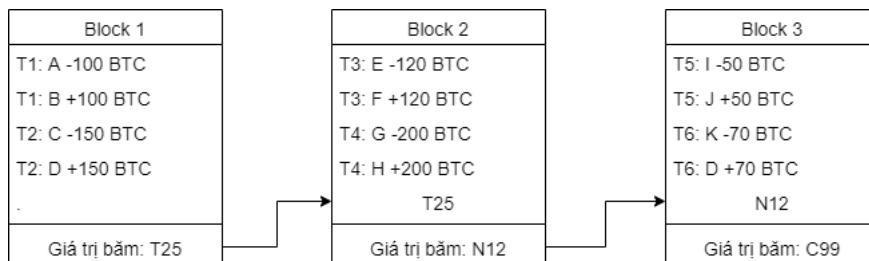 Block 1
T1: A -100 BTC
T1: B +100 BTC
T2: C -150 BTC
T2: D +150 BTC
.
Giá trị băm: T25
Block 2
T3: E -120 BTC
T3: F +120 BTC
T4: G -200 BTC
T4: H +200 BTC
T25
Giá trị băm: N12
Block 3
T5: I -50 BTC
T5: J +50 BTC
T6: K -70 BTC
T6: D +70 BTC
N12
Giá trị băm: C99